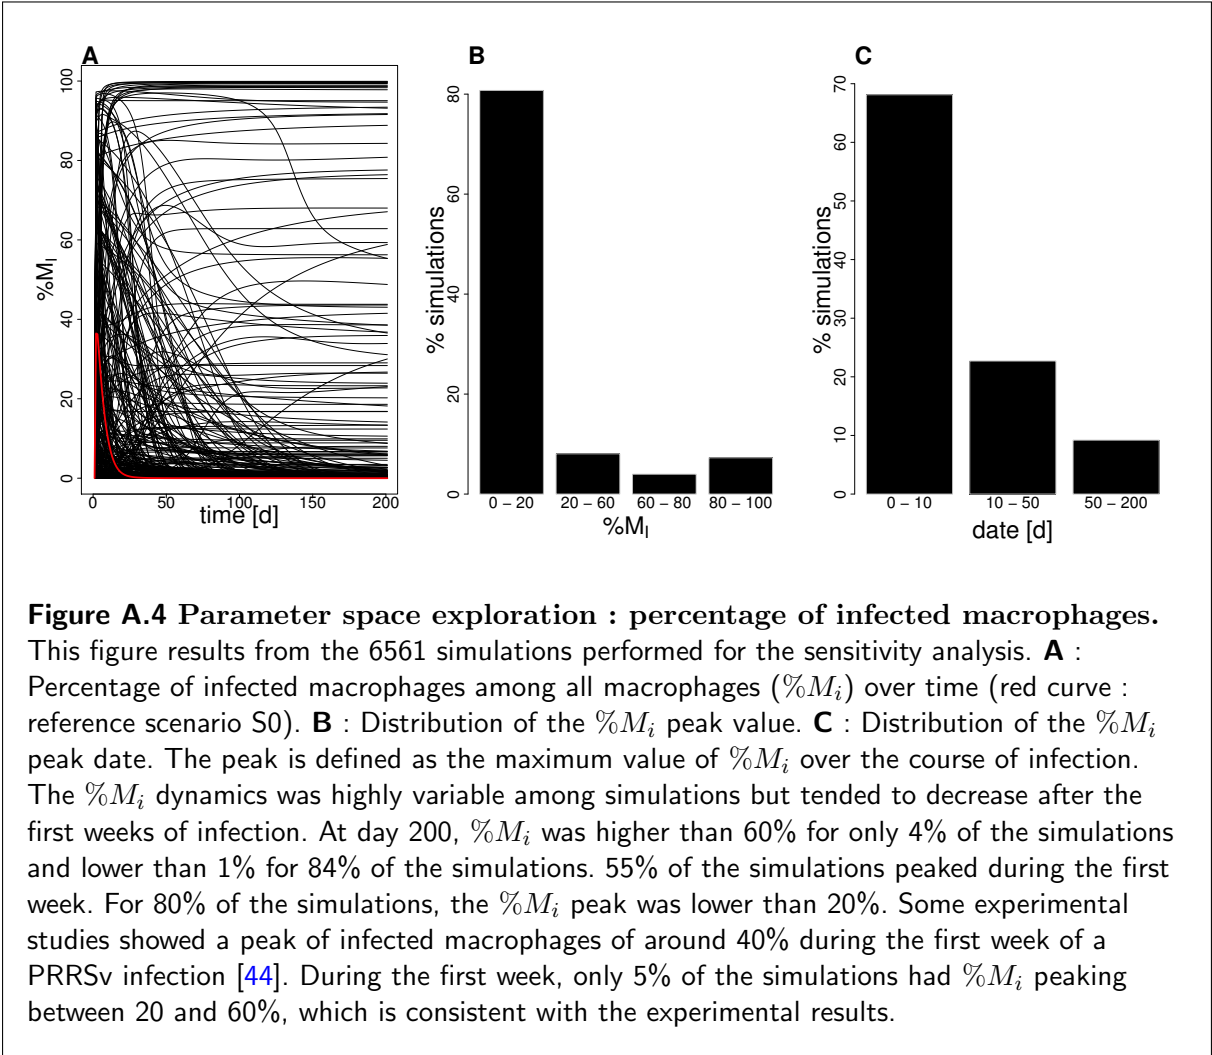 A
B
C
100
80
60
40
20
0
%MI
0
50
100
150
200
time [d]
80
60
40
20
0
% simulations
0 − 20
20 − 60
60 − 80
80 − 100
%MI
70
60
50
40
30
20
10
0
% simulations
0 − 10
10 − 50
50 − 200
date [d]
Figure A.4 Parameter space exploration : percentage of infected macrophages.
This figure results from the 6561 simulations performed for the sensitivity analysis. A :
Percentage of infected macrophages among all macrophages (%Mi) over time (red curve :
reference scenario S0). B : Distribution of the %Mi peak value. C : Distribution of the %Mi
peak date. The peak is defined as the maximum value of %Mi over the course of infection.
The %Mi dynamics was highly variable among simulations but tended to decrease after the
first weeks of infection. At day 200, %Mi was higher than 60% for only 4% of the simulations
and lower than 1% for 84% of the simulations. 55% of the simulations peaked during the first
week. For 80% of the simulations, the %Mi peak was lower than 20%. Some experimental
studies showed a peak of infected macrophages of around 40% during the first week of a
PRRSv infection [44]. During the first week, only 5% of the simulations had %Mi peaking
between 20 and 60%, which is consistent with the experimental results.